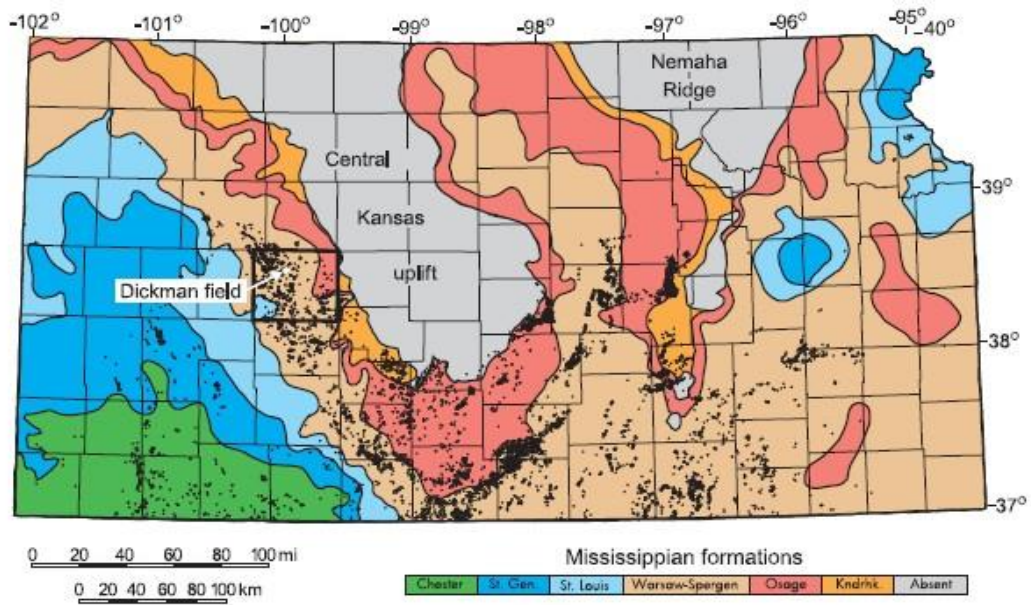 -102° -101° -100° -99° -98° -97° -96° -95°
-40°
Nemaha
Ridge
Central
39°
Kansas
uplift
Dickman field
38°
37°
0 20 40 60 80 100 mi
0 20 40 60 80 100 km
Mississippian formations
Chester St. Gen. St. Louis Warsaw-Spergen Osage Kndrhk. Absent